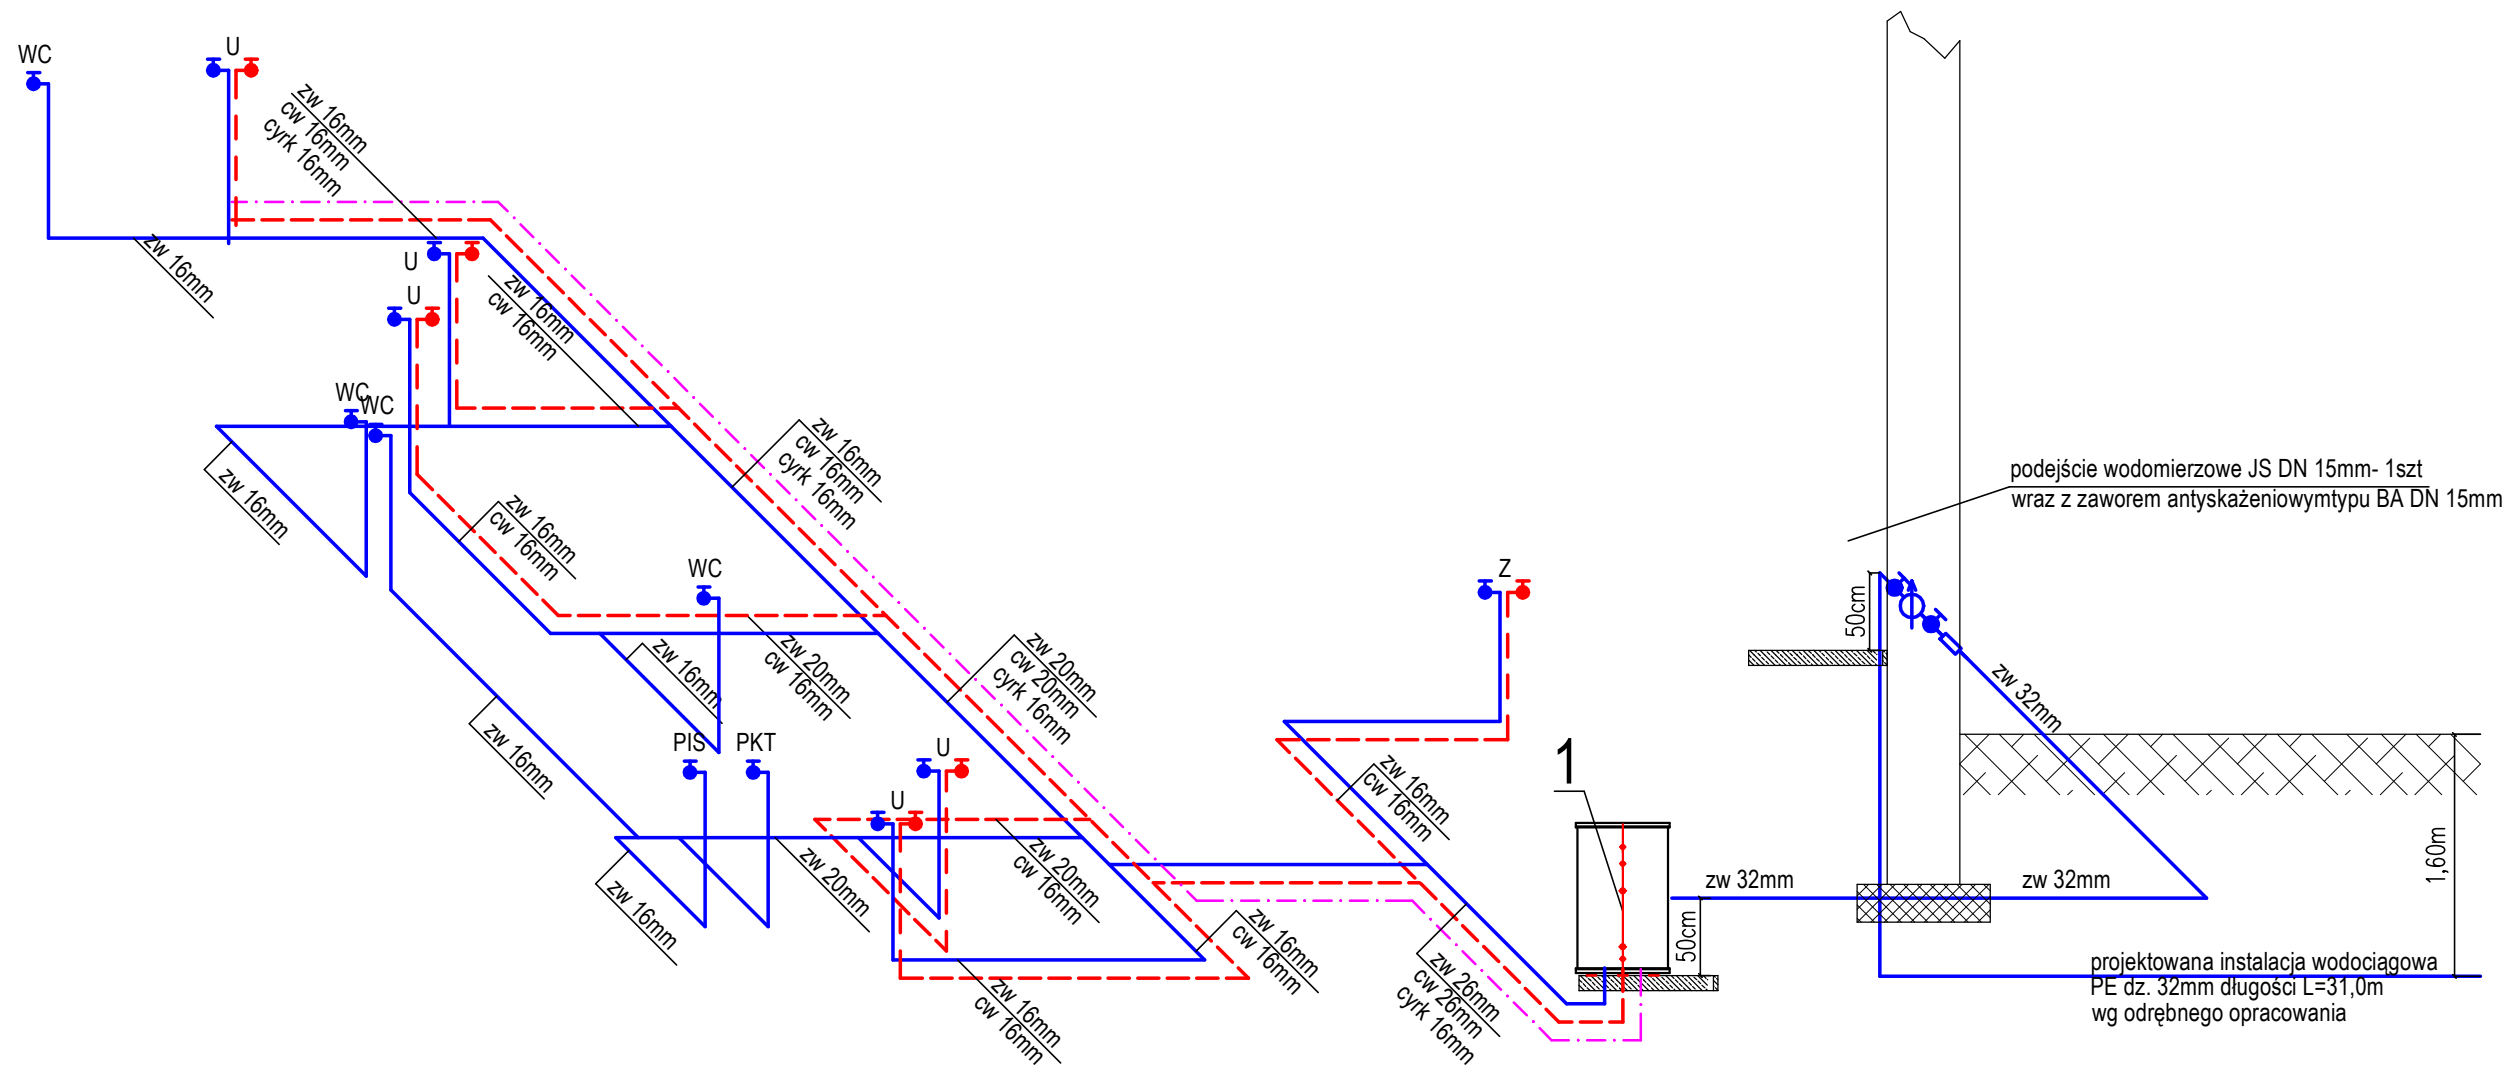 WC
U
zw 16mm
cw 16mm
cyrk 16mm
zw 16mm
U
zw 16mm
cw 16mm
U
WC
WC
zw 16mm
zw 16mm
cw 16mm
cyrk 16mm
zw 16mm
cw 16mm
WC
zw 16mm
zw 20mm
cw 16mm
zw 20mm
cw 20mm
cyrk 16mm
zw 16mm
PIS
PKT
U
U
zw 16mm
zw 20mm
zw 20mm
cw 16mm
zw 16mm
cw 16mm
zw 16mm
cw 16mm
Z
zw 16mm
cw 16mm
zw 26mm
cw 26mm
cyrk 16mm
1
50cm
zw 32mm
50cm
podejście wodomierzowe JS DN 15mm- 1szt
wraz z zaworem antyskażeniowymtypu BA DN 15mm
zw 32mm
zw 32mm
1,60m
projektowana instalacja wodociągowa
PE dz. 32mm długości L=31,0m
wg odrębnego opracowania